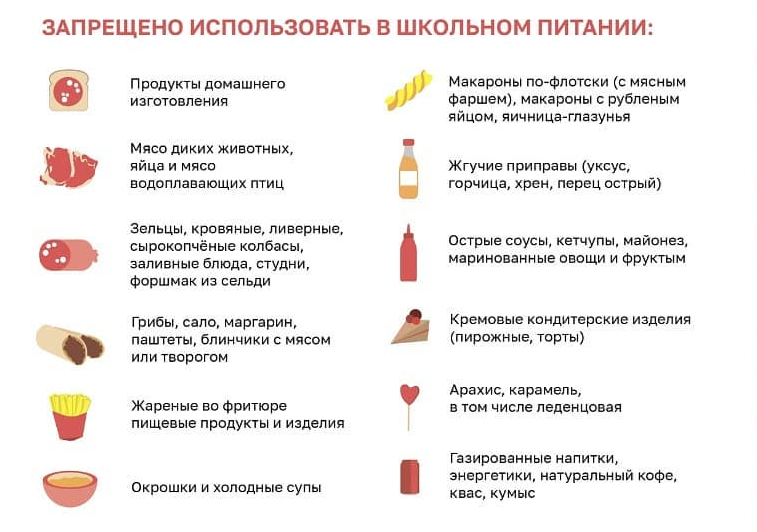 ЗАПРЕЩЕНО ИСПОЛЬЗОВАТЬ В ШКОЛЬНОМ ПИТАНИИ:
Продукты домашнего
изготовления
Мясо диких животных,
яйца и мясо
водоплавающих птиц
Зельцы, кровяные, ливерные,
сырокопчёные колбасы,
заливные блюда, студни,
форшмак из сельди
Грибы, сало, маргарин,
паштеты, блинчики с мясом
или творогом
Жареные во фритюре
пищевые продукты и изделия
Окрошки и холодные супы
Макароны по-флотски (с мясным
фаршем), макароны с рубленым
яйцом, яичница-глазунья
Жгучие приправы (уксус,
горчица, хрен, перец острый)
Острые соусы, кетчупы, майонез,
маринованные овощи и фруктым
Кремовые кондитерские изделия
(пирожные, торты)
Арахис, карамель,
в том числе леденцовая
Газированные напитки,
энергетики, натуральный кофе,
квас, кумыс